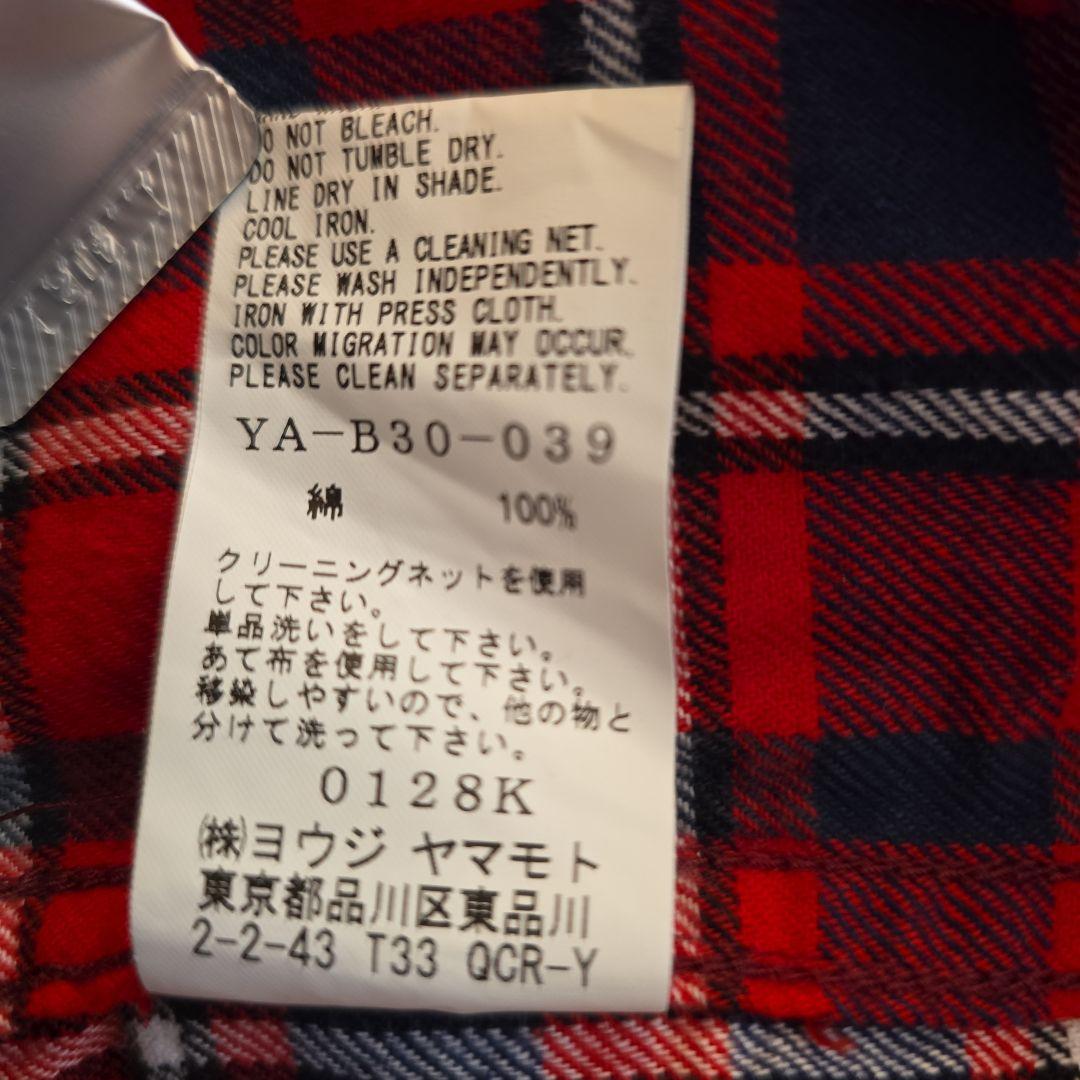 DO NOT BLEACH.
DO NOT TUMBLE DRY.
LINE DRY IN SHADE.
COOL IRON.
PLEASE USE A CLEANING NET.
PLEASE WASH INDEPENDENTLY.
IRON WITH PRESS CLOTH.
COLOR MIGRATION MAY OCCUR.
PLEASE CLEAN SEPARATELY.
YA-B30-039
綿 100%
クリーニングネットを使用
して下さい。
単品洗いをして下さい。
あて布を使用して下さい。
移染しやすいので、他の物と
分けて洗って下さい。
0128K
㈱ヨウジ ヤマモト
東京都品川区東品川
2-2-43 T33 QCR-Y